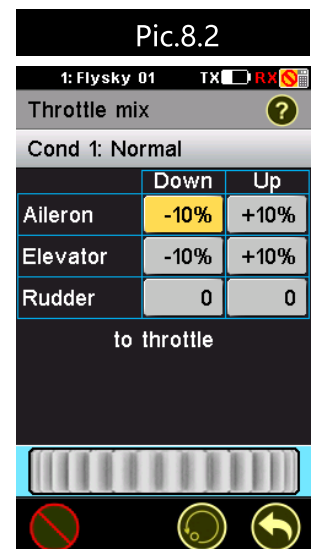 Pic.8.2
1: Flysky 01 TX RX
Throttle mix ?
Cond 1: Normal
Down Up
Aileron -10% +10%
Elevator -10% +10%
Rudder 0 0
to throttle